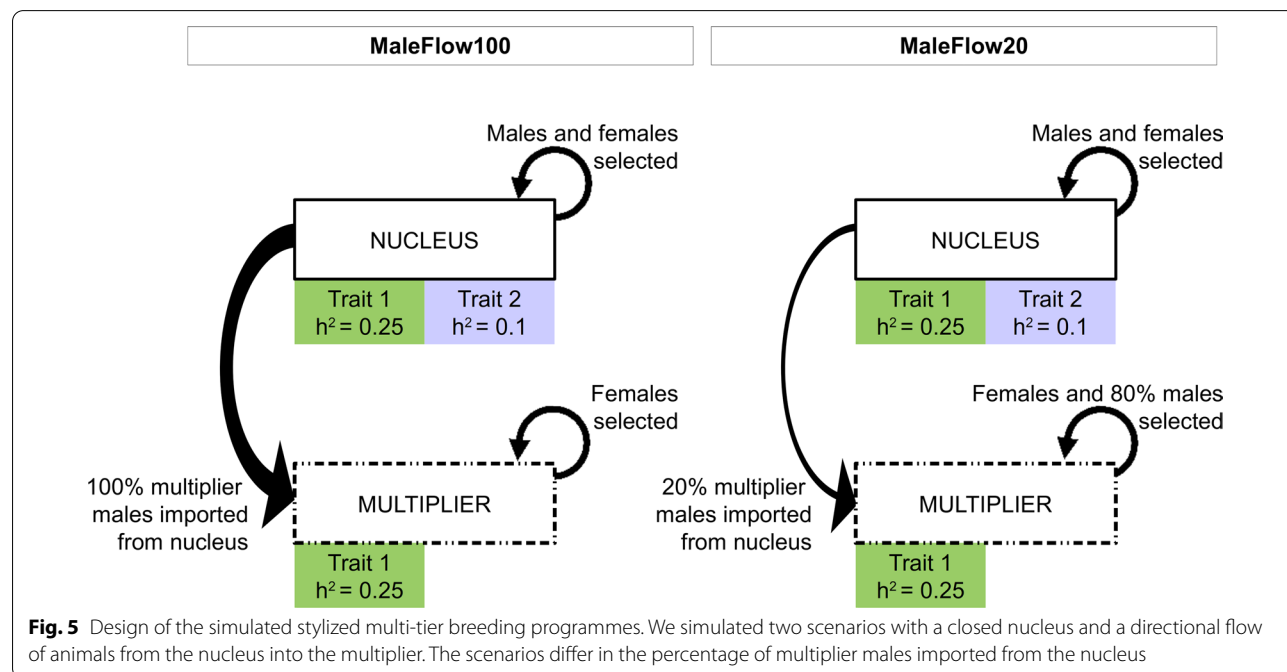 MaleFlow100
Males and females
selected
NUCLEUS
Trait 1
h² = 0.25
Trait 2
h² = 0.1
Females
selected
100% multiplier
males imported
from nucleus
MULTIPLIER
Trait 1
h² = 0.25
MaleFlow20
Males and females
selected
NUCLEUS
Trait 1
h² = 0.25
Trait 2
h² = 0.1
Females and 80% males
selected
20% multiplier
males imported
from nucleus
MULTIPLIER
Trait 1
h² = 0.25
Fig. 5 Design of the simulated stylized multi-tier breeding programmes. We simulated two scenarios with a closed nucleus and a directional flow
of animals from the nucleus into the multiplier. The scenarios differ in the percentage of multiplier males imported from the nucleus